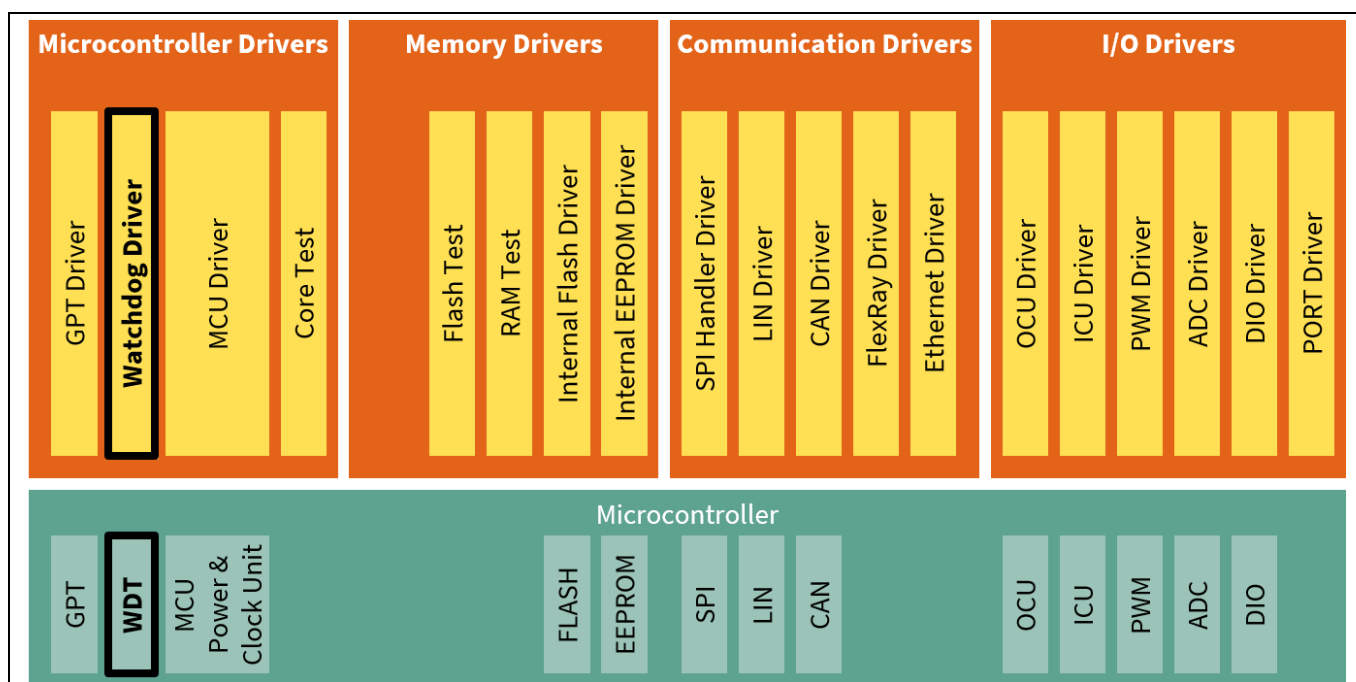 Microcontroller Drivers
Memory Drivers
Communication Drivers
I/O Drivers
GPT Driver
Watchdog Driver
MCU Driver
Core Test
Flash Test
RAM Test
Internal Flash Driver
Internal EEPROM Driver
SPI Handler Driver
LIN Driver
CAN Driver
FlexRay Driver
Ethernet Driver
OCU Driver
ICU Driver
PWM Driver
ADC Driver
DIO Driver
PORT Driver
Microcontroller
GPT
WDT
MCU
Power &
Clock Unit
FLASH
EEPROM
SPI
LIN
CAN
OCU
ICU
PWM
ADC
DIO